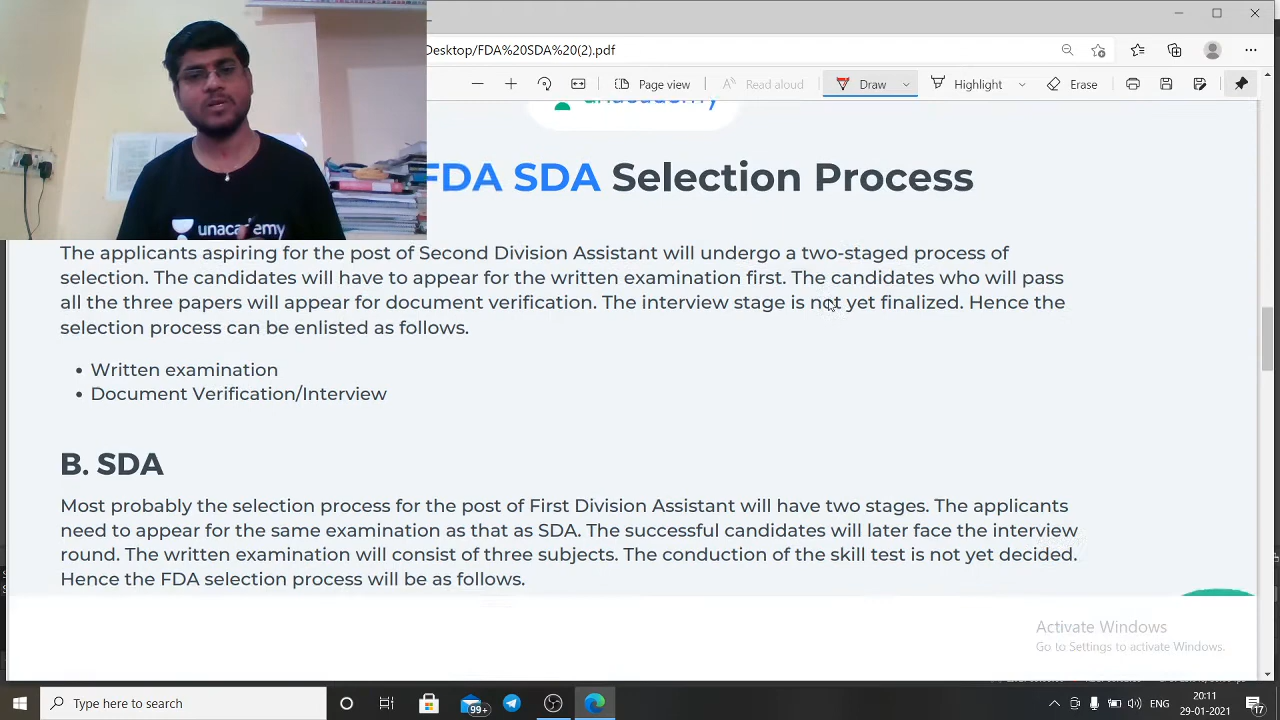 Desktop/FDA%20SDA%20(2).pdf
Page view
Read aloud
Draw
Highlight
Erase
unacademy
FDA SDA Selection Process
unacademy
The applicants aspiring for the post of Second Division Assistant will undergo a two-staged process of
selection. The candidates will have to appear for the written examination first. The candidates who will pass
all the three papers will appear for document verification. The interview stage is not yet finalized. Hence the
selection process can be enlisted as follows.
• Written examination
• Document Verification/Interview
B. SDA
Most probably the selection process for the post of First Division Assistant will have two stages. The applicants
need to appear for the same examination as that as SDA. The successful candidates will later face the interview
round. The written examination will consist of three subjects. The conduction of the skill test is not yet decided.
Hence the FDA selection process will be as follows.
Activate Windows
Go to Settings to activate Windows.
Type here to search
99+
ENG
20:11
29-01-2021